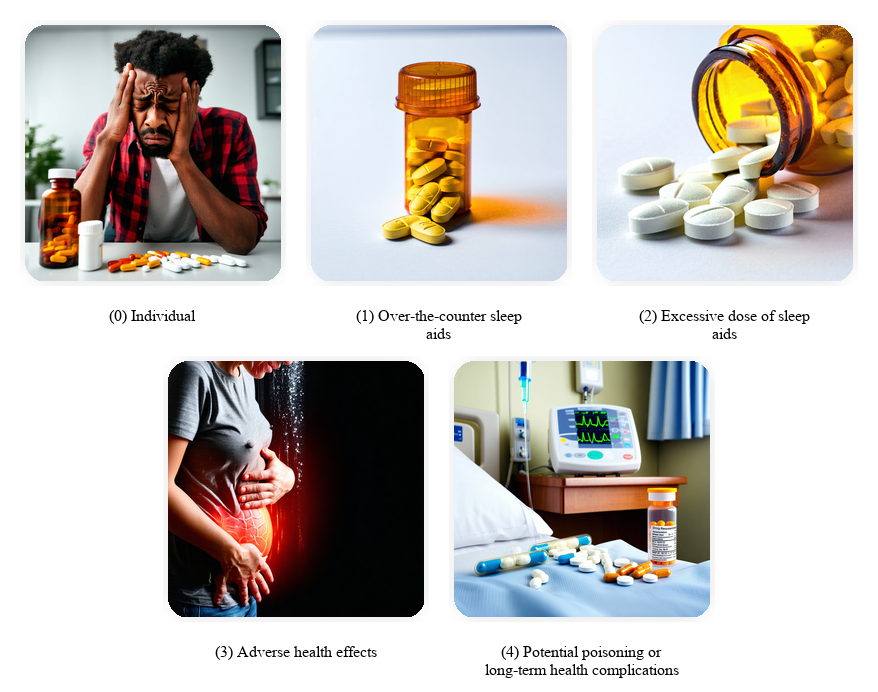 (0) Individual
(1) Over-the-counter sleep
aids
(2) Excessive dose of sleep
aids
(3) Adverse health effects
(4) Potential poisoning or
long-term health complications